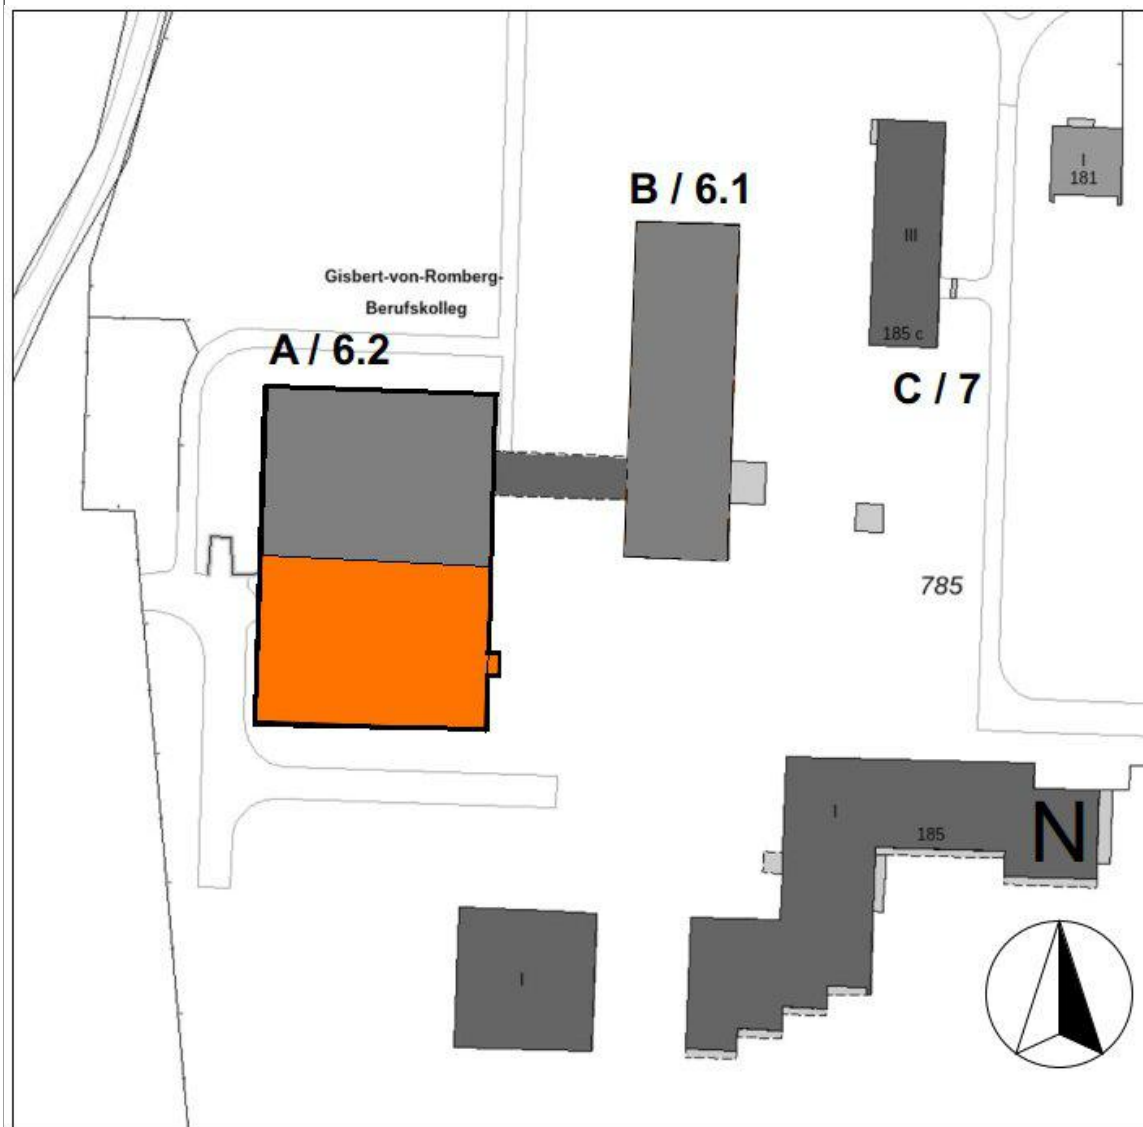 I
181
B / 6.1
III
Gisbert-von-Romberg-
Berufskolleg
185 c
A / 6.2
C / 7
785
I
185
N
I